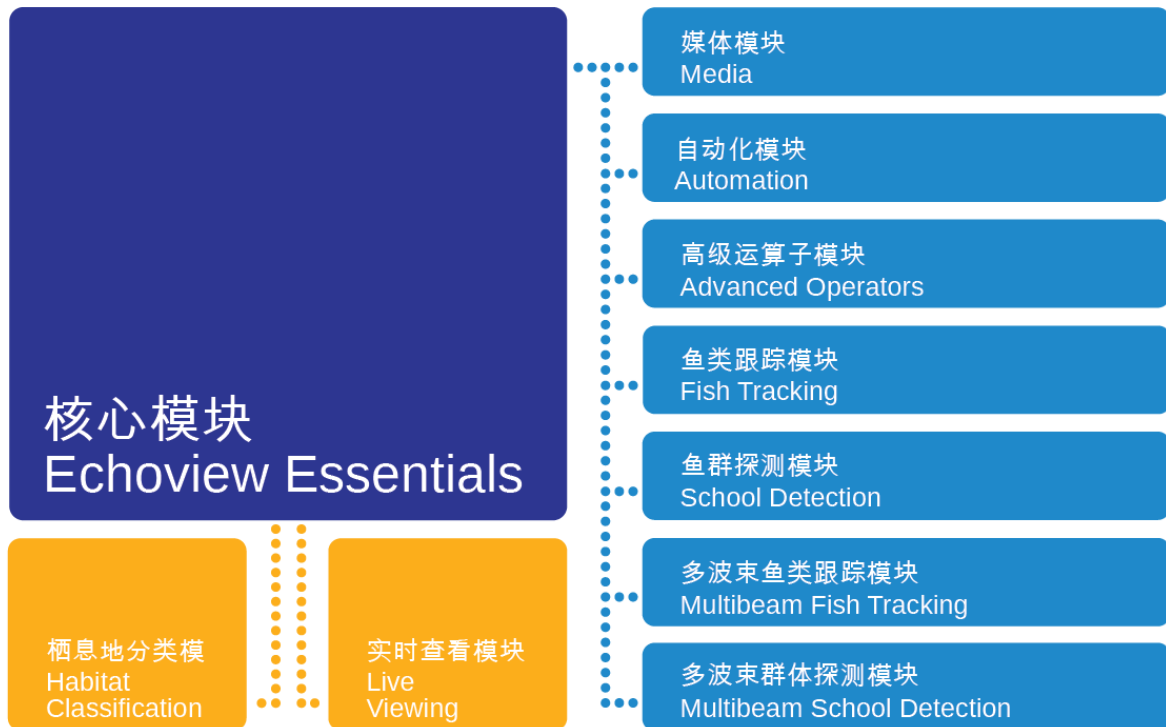 核心模块
Echoview Essentials
栖息地分类模
Habitat
Classification
实时查看模块
Live
Viewing
媒体模块
Media
自动化模块
Automation
高级运算子模块
Advanced Operators
鱼类跟踪模块
Fish Tracking
鱼群探测模块
School Detection
多波束鱼类跟踪模块
Multibeam Fish Tracking
多波束群体探测模块
Multibeam School Detection